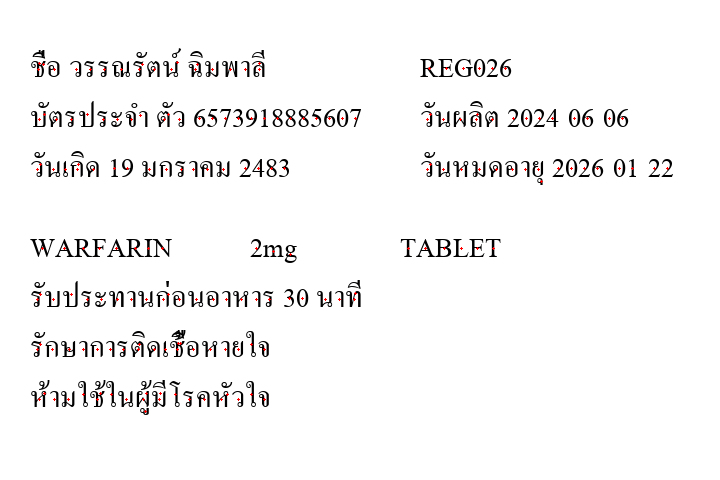 ชื่อ วรรณรัตน์ ฉิมพาลี REG026
บัตรประจำ ตัว 6573918885607 วันผลิต 2024 06 06
วันเกิด 19 มกราคม 2483 วันหมดอายุ 2026 01 22
WARFARIN 2mg TABLET
รับประทานก่อนอาหาร 30 นาที
รักษาการติดเชื้อหายใจ
ห้ามใช้ในผู้มีโรคหัวใจ